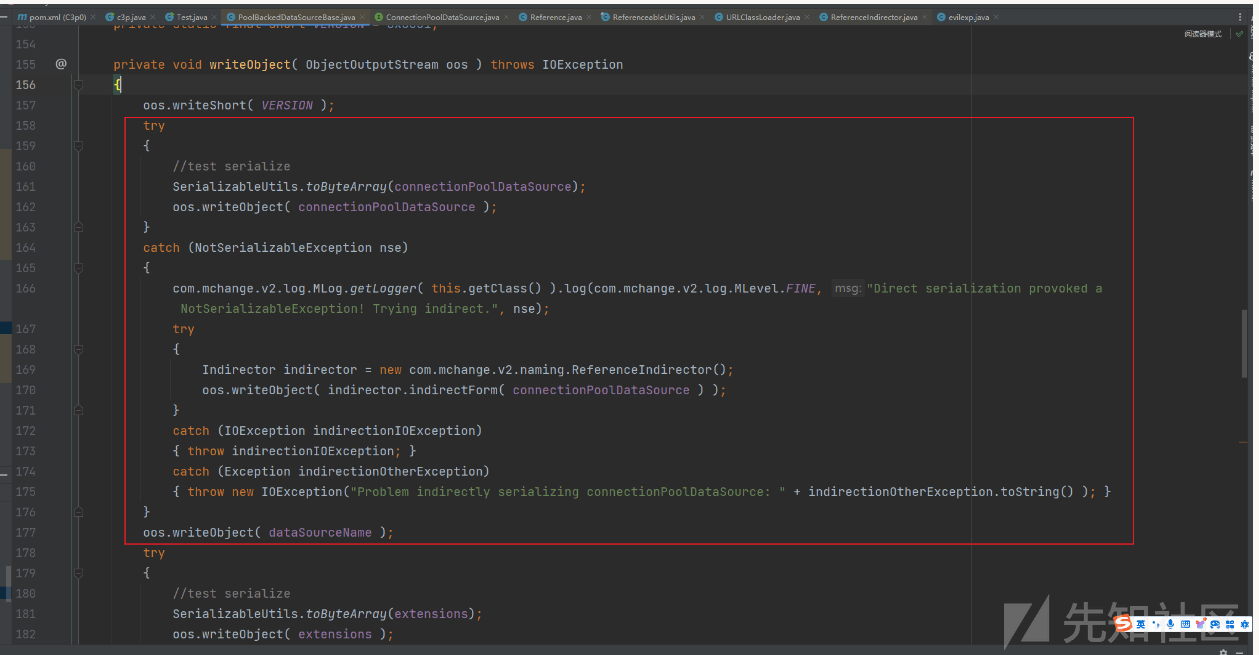 pom.xml (C3p0) c3p.java Test.java PoolBackedDataSourceBase.java ConnectionPoolDataSource.java Reference.java ReferenceableUtils.java URLClassLoader.java ReferenceIndirector.java evilexp.java
阅读器模式
154
155 @ private void writeObject( ObjectOutputStream oos ) throws IOException
156 {
157 oos.writeShort( VERSION );
158 try
159 {
160 //test serialize
161 SerializableUtils.toByteArray(connectionPoolDataSource);
162 oos.writeObject( connectionPoolDataSource );
163 }
164 catch (NotSerializableException nse)
165 {
166 com.mchange.v2.log.MLog.getLogger( this.getClass() ).log(com.mchange.v2.log.MLevel.FINE, msg: "Direct serialization provoked a
NotSerializableException! Trying indirect.", nse);
167 try
168 {
169 Indirector indirector = new com.mchange.v2.naming.ReferenceIndirector();
170 oos.writeObject( indirector.indirectForm( connectionPoolDataSource ) );
171 }
172 catch (IOException indirectionIOException)
173 { throw indirectionIOException; }
174 catch (Exception indirectionOtherException)
175 { throw new IOException("Problem indirectly serializing connectionPoolDataSource: " + indirectionOtherException.toString() ); }
176 }
177 oos.writeObject( dataSourceName );
178 try
179 {
180 //test serialize
181 SerializableUtils.toByteArray(extensions);
182 oos.writeObject( extensions );
先知社区
英